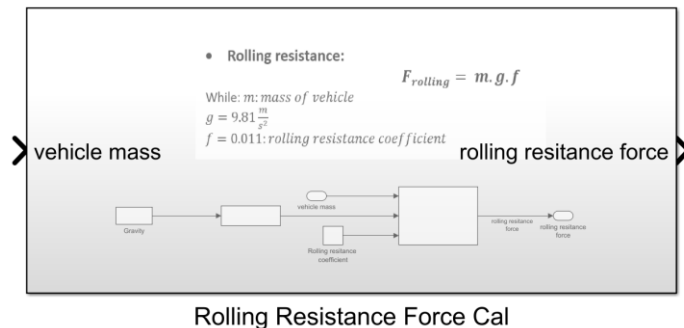 • Rolling resistance:
F_rolling = m.g.f
While: m: mass of vehicle
g = 9.81 m/s²
f = 0.011: rolling resistance coefficient
vehicle mass
rolling resitance force
vehicle mass
Gravity
Rolling resitance
coefficient
rolling resitance
force
rolling resitance
force
Rolling Resistance Force Cal